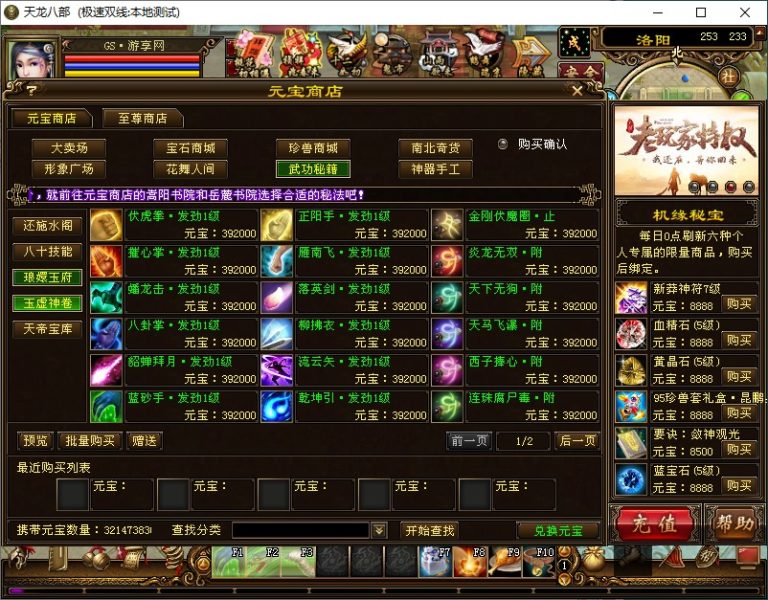 天龙八部 (极速双线:本地测试)
GS·游享网
洛阳 253 233
北
安全
社
? 元宝商店
元宝商店 至尊商店
大卖场 宝石商城 珍兽商城 南北奇货 购买确认
形象广场 花舞人间 武功秘籍 神器手工
,就前往元宝商店的嵩阳书院和岳麓书院选择合适的秘法吧!
还施水阁
八十技能
琅嬛玉府
玉虚神卷
天帝宝库
伏虎掌·发劲1级 正阳手·发劲1级 金刚伏魔圈·止
元宝:392000 元宝:392000 元宝:392000
摧心掌·发劲1级 雁南飞·发劲1级 炎龙无双·附
元宝:392000 元宝:392000 元宝:392000
蟠龙击·发劲1级 落英剑·发劲1级 天下无狗·附
元宝:392000 元宝:392000 元宝:392000
八卦掌·发劲1级 柳拂衣·发劲1级 天马飞瀑·附
元宝:392000 元宝:392000 元宝:392000
貂蝉拜月·发劲1级 流云矢·发劲1级 西子捧心·附
元宝:392000 元宝:392000 元宝:392000
蓝砂手·发劲1级 乾坤引·发劲1级 连珠腐尸毒·附
元宝:392000 元宝:392000 元宝:392000
预览 批量购买 赠送 前一页 1/2 后一页
最近购买列表
元宝: 元宝: 元宝: 元宝: 元宝:
携带元宝数量:32147383 查找分类 开始查找 兑换元宝
老玩家特权
我还在,等你回来
机缘秘宝
每日0点刷新六种个
人专属的限量商品,购买
后绑定。
新莽神符7级
元宝:8888 购买
血精石(5级)
元宝:8888 购买
黄晶石(5级)
元宝:8888 购买
95珍兽套礼盒·昆鹏
元宝:8888 购买
要诀:敛神观光
元宝:8500 购买
蓝宝石(5级)
元宝:8888 购买
充值 帮助
F1 F2 F3 F7 F8 F9 F10
1